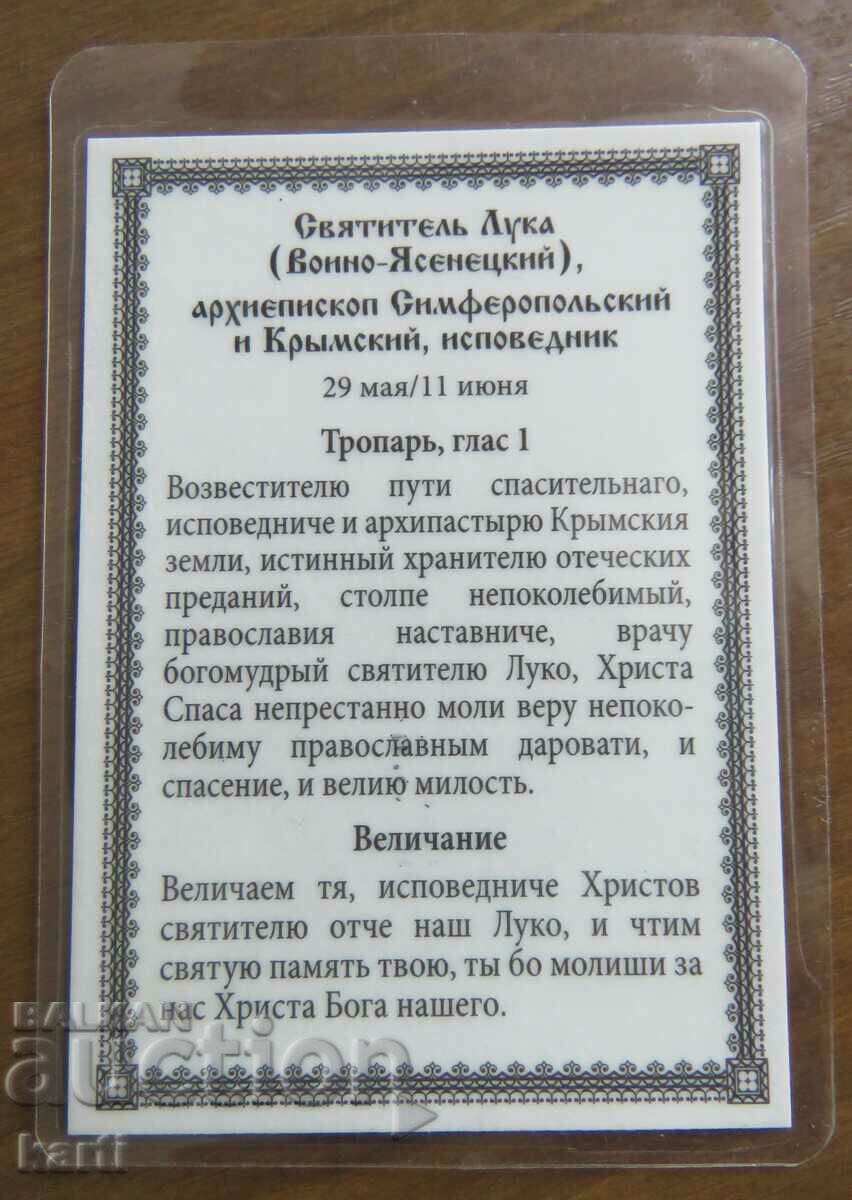 Святитель Лука
(Воино-Ясенецкий),
архиепископ Симферопольский
и Крымский, исповедник
29 мая/11 июня
Тропарь, глас 1
Возвестителю пути спасительнаго,
исповедниче и архипастырю Крымския
земли, истинный хранителю отеческих
преданий, столпе непоколебимый,
православия наставниче, врачу
богомудрый святителю Луко, Христа
Спаса непрестанно моли веру непоко-
лебиму православным даровати, и
спасение, и велию милость.
Величание
Величаем тя, исповедниче Христов
святителю отче наш Луко, и чтим
святую память твою, ты бо молиши за
нас Христа Бога нашего.
BALKAN
auction
karti